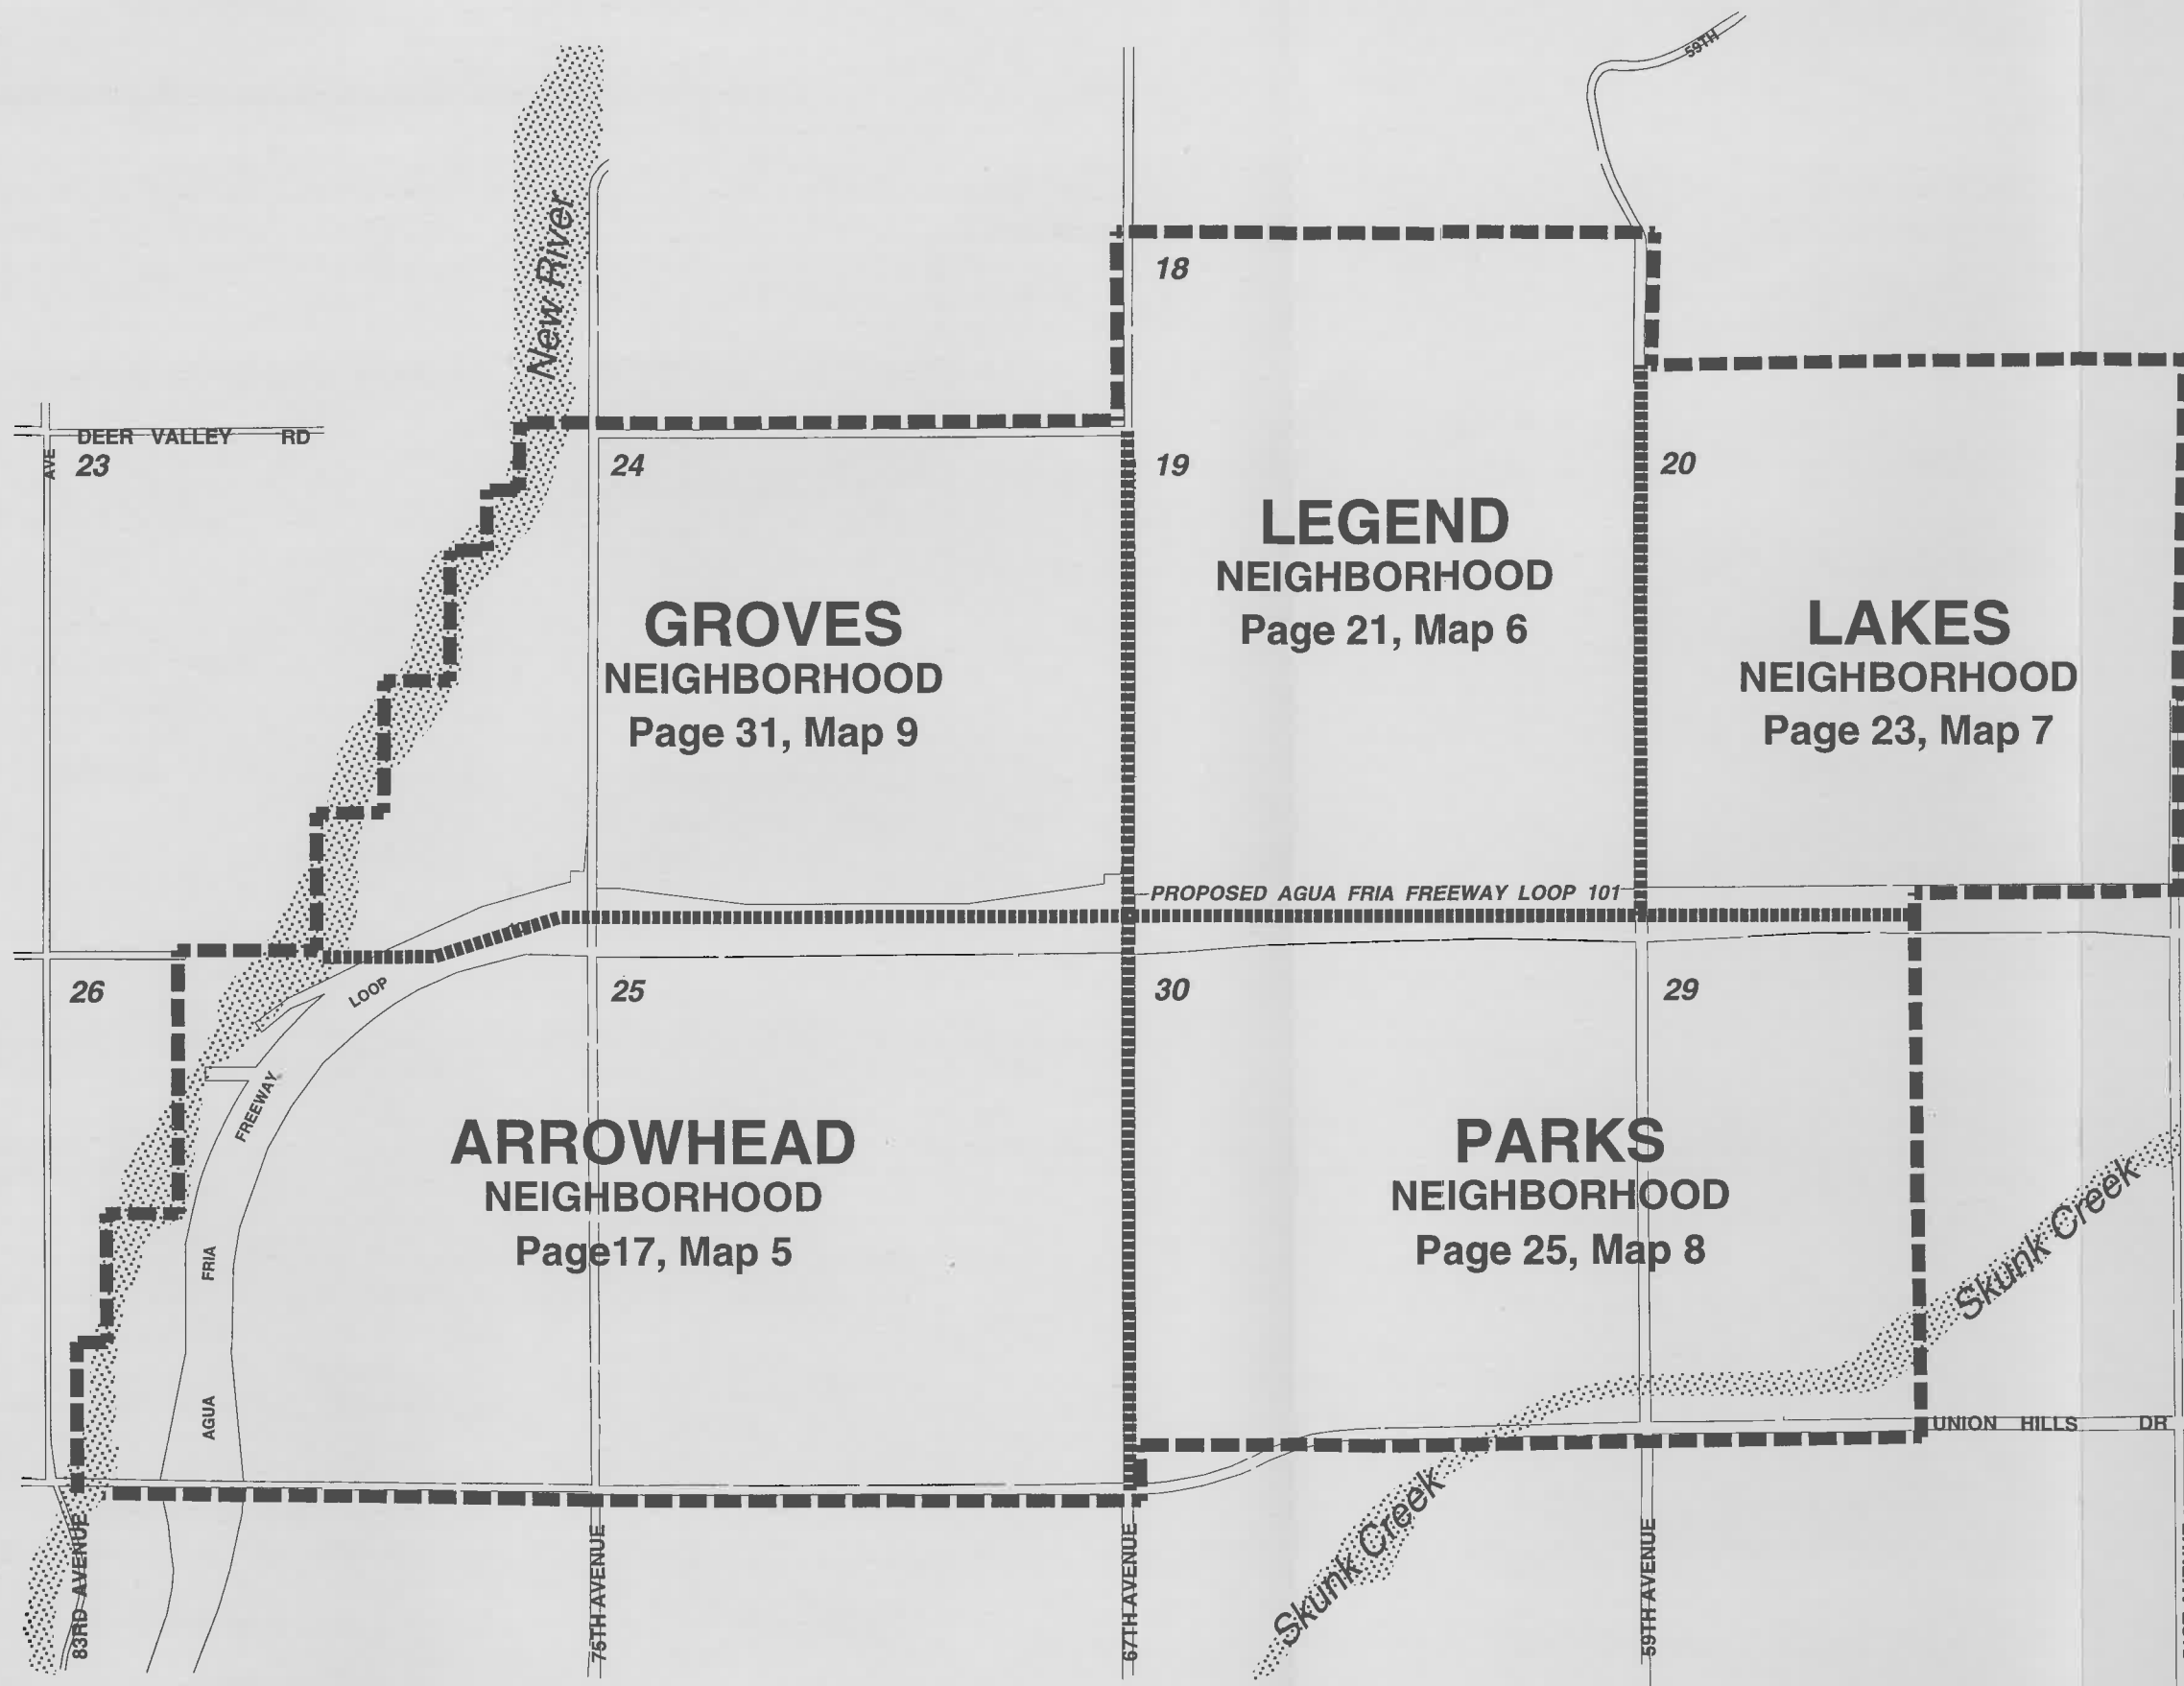 59TH
New River
18
DEER VALLEY RD
AVE
23
24
19
20
LEGEND
NEIGHBORHOOD
Page 21, Map 6
GROVES
NEIGHBORHOOD
Page 31, Map 9
LAKES
NEIGHBORHOOD
Page 23, Map 7
PROPOSED AGUA FRIA FREEWAY LOOP 101
26
LOOP
25
30
29
FREEWAY
ARROWHEAD
NEIGHBORHOOD
Page17, Map 5
PARKS
NEIGHBORHOOD
Page 25, Map 8
FRIA
AGUA
Skunk Creek
UNION HILLS DR
Skunk Creek
83RD AVENUE
75TH AVENUE
67TH AVENUE
59TH AVENUE